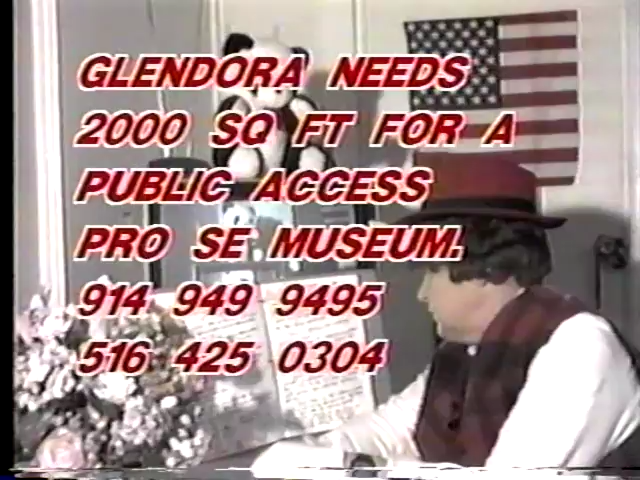 GLENDORA NEEDS
2000 SQ FT FOR A
PUBLIC ACCESS
PRO SE MUSEUM.
914 949 9495
516 425 0304